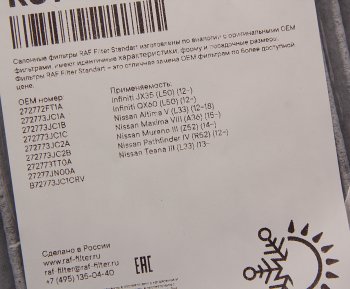 Салонные фильтры RAF Filter Standart изготовлены по аналогии с оригинальными OEM
фильтрами, имеют идентичные характеристики, форму и посадочные размеры.
Фильтры RAF Filter Standart – это отличная замена OEM фильтрам по более доступной
цене.
OEM номер:
272772FT1A
272773JC1A
272773JC1B
272773JC1C
272773JC2A
272773JC2B
272773TT0A
27277JN00A
B72773JC1CRV
Применяемость:
Infiniti JX35 (L50) (12-)
Infiniti QX60 (L50) (12-)
Nissan Altima V (L33) (12-18)
Nissan Maxima VIII (A36) (15-)
Nissan Murano III (Z52) (14-)
Nissan Pathfinder IV (R52) (12-)
Nissan Teana III (L33) (13-
Сделано в России
www.raf-filter.ru
raf-filter@raf-filter.ru
+7 (495) 135-04-40
EAC